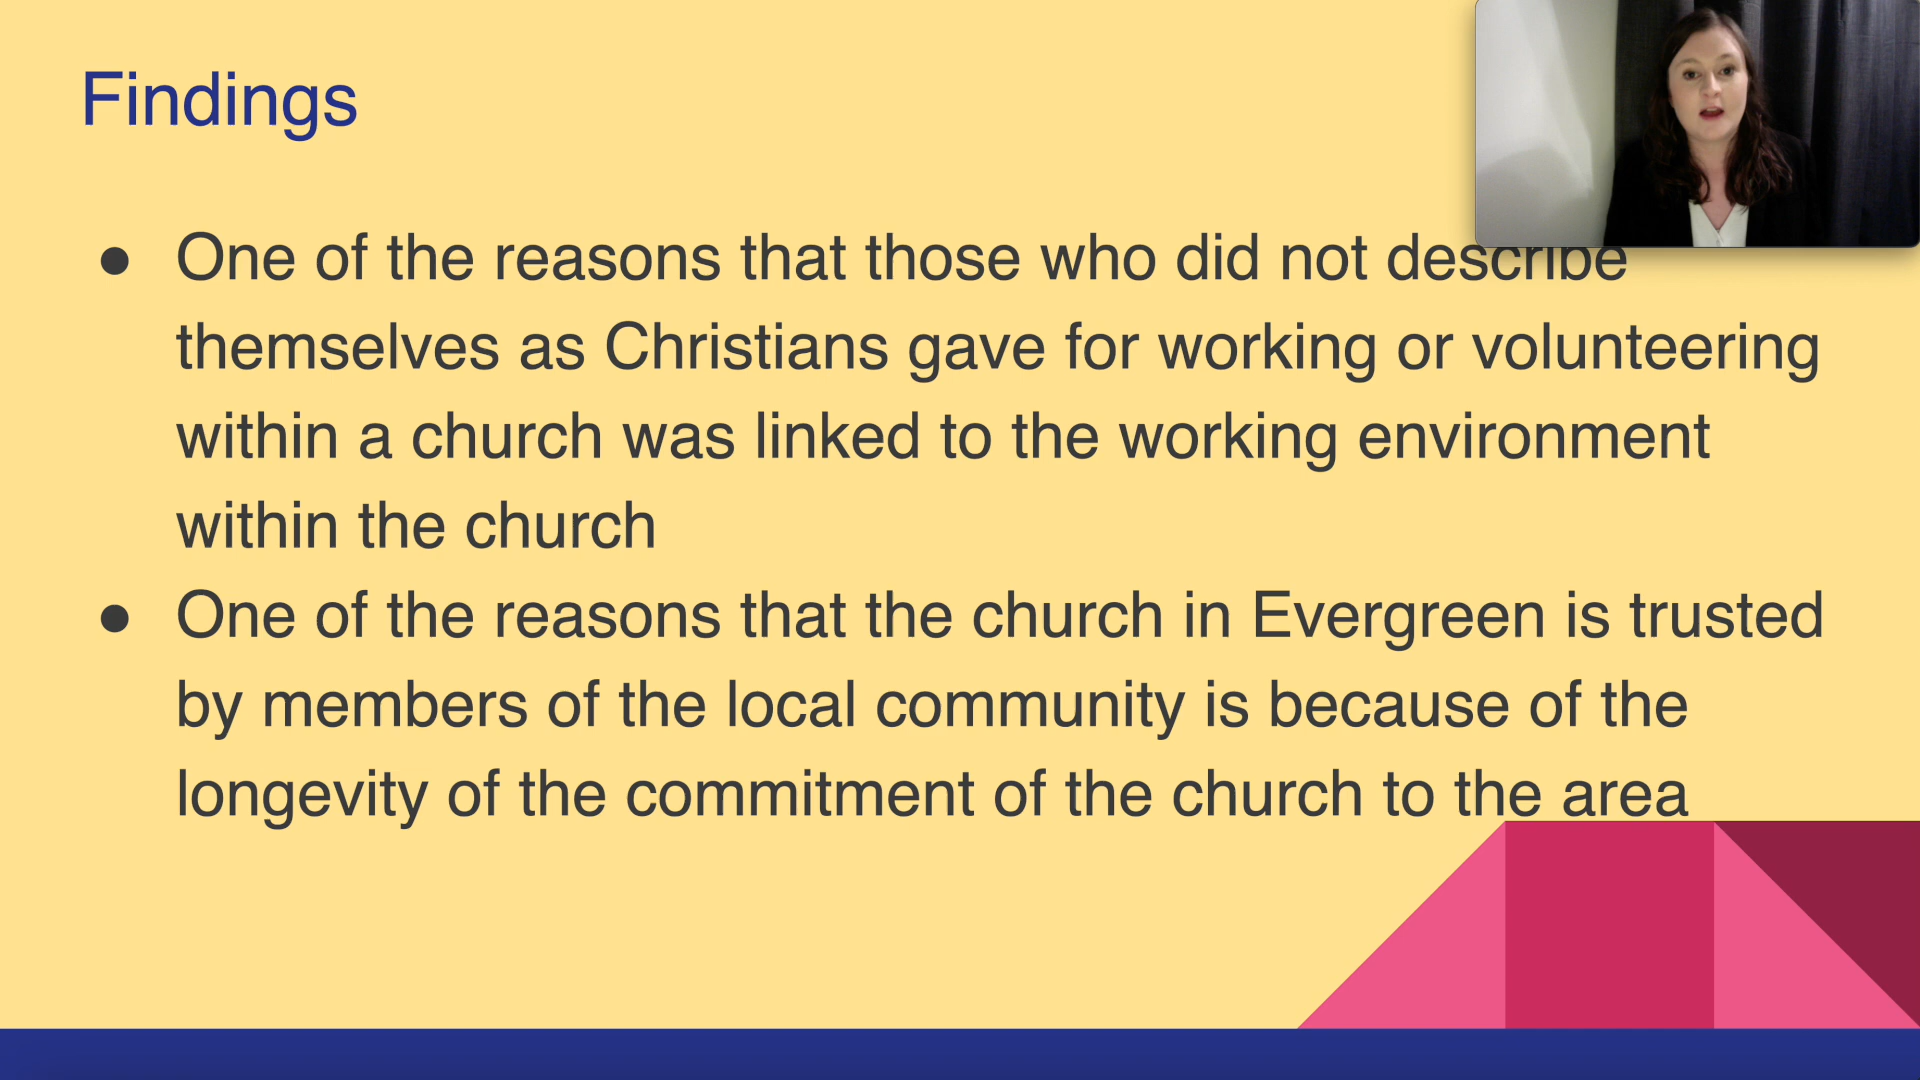 Findings
● One of the reasons that those who did not describe
themselves as Christians gave for working or volunteering
within a church was linked to the working environment
within the church
● One of the reasons that the church in Evergreen is trusted
by members of the local community is because of the
longevity of the commitment of the church to the area